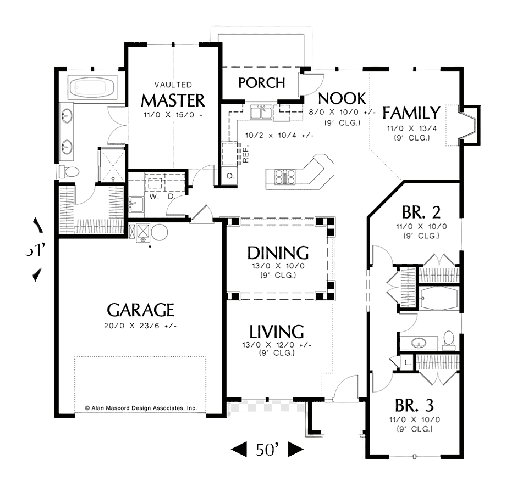 VAULTED
MASTER
11/0 X 15/0 -
PORCH
NOOK
8/0 X 10/0 +/-
(9' CLG.)
FAMILY
11/0 X 13/4
(9' CLG.)
10/2 X 10/4 +/-
REF.
O
W. D.
BR. 2
11/0 X 10/0
(9' CLG.)
51'
DINING
13/0 X 10/0
(9' CLG.)
GARAGE
20/0 X 23/6 +/-
LIVING
13/0 X 12/0 +/-
(9' CLG.)
L
BR. 3
11/0 X 10/0
(9' CLG.)
© Alan Mascord Design Associates, Inc.
50'